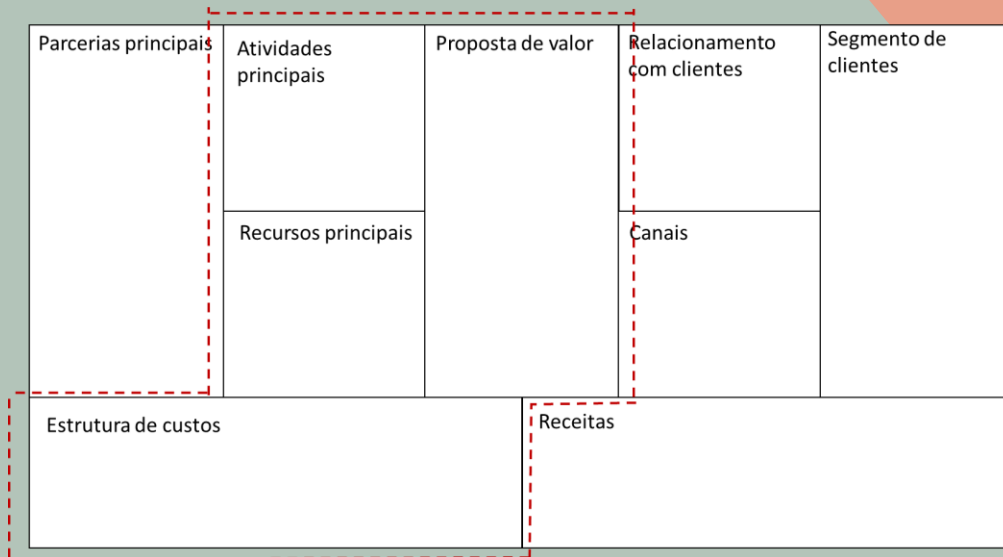 Parcerias principais
Atividades
principais
Proposta de valor
Relacionamento
com clientes
Segmento de
clientes
Recursos principais
Canais
Estrutura de custos
Receitas